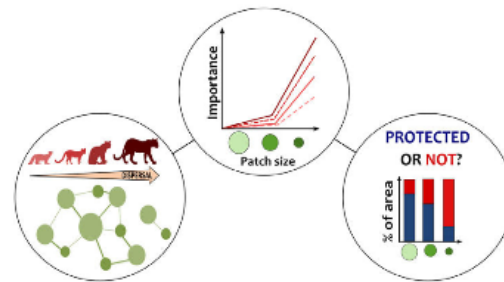 DISPERSAL
Importance
Patch size
PROTECTED
OR NOT?
% of area